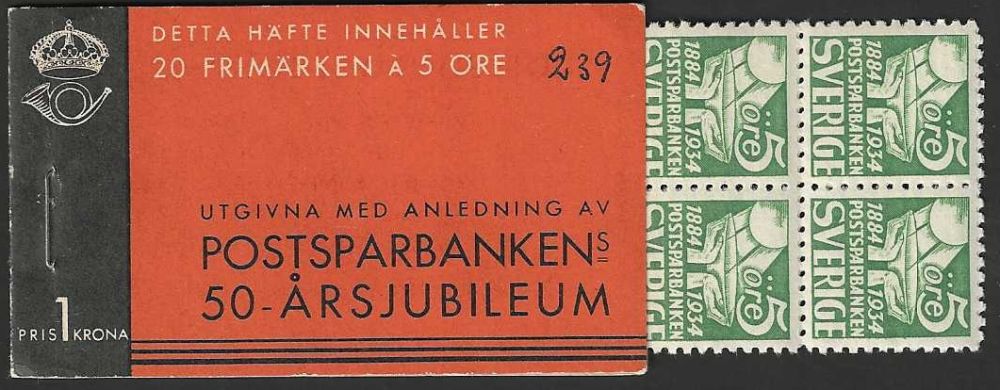 DETTA HÄFTE INNEHÅLLER
20 FRIMÄRKEN À 5 ÖRE
239
UTGIVNA MED ANLEDNING AV
POSTSPARBANKENS
50-ÅRSJUBILEUM
PRIS 1 KRONA
1884 1934
POSTSPARBANKEN
SVERIGE
öre 5
1884 1934
POSTSPARBANKEN
SVERIGE
öre 5
1884 1934
POSTSPARBANKEN
SVERIGE
öre 5
1884 1934
POSTSPARBANKEN
SVERIGE
öre 5